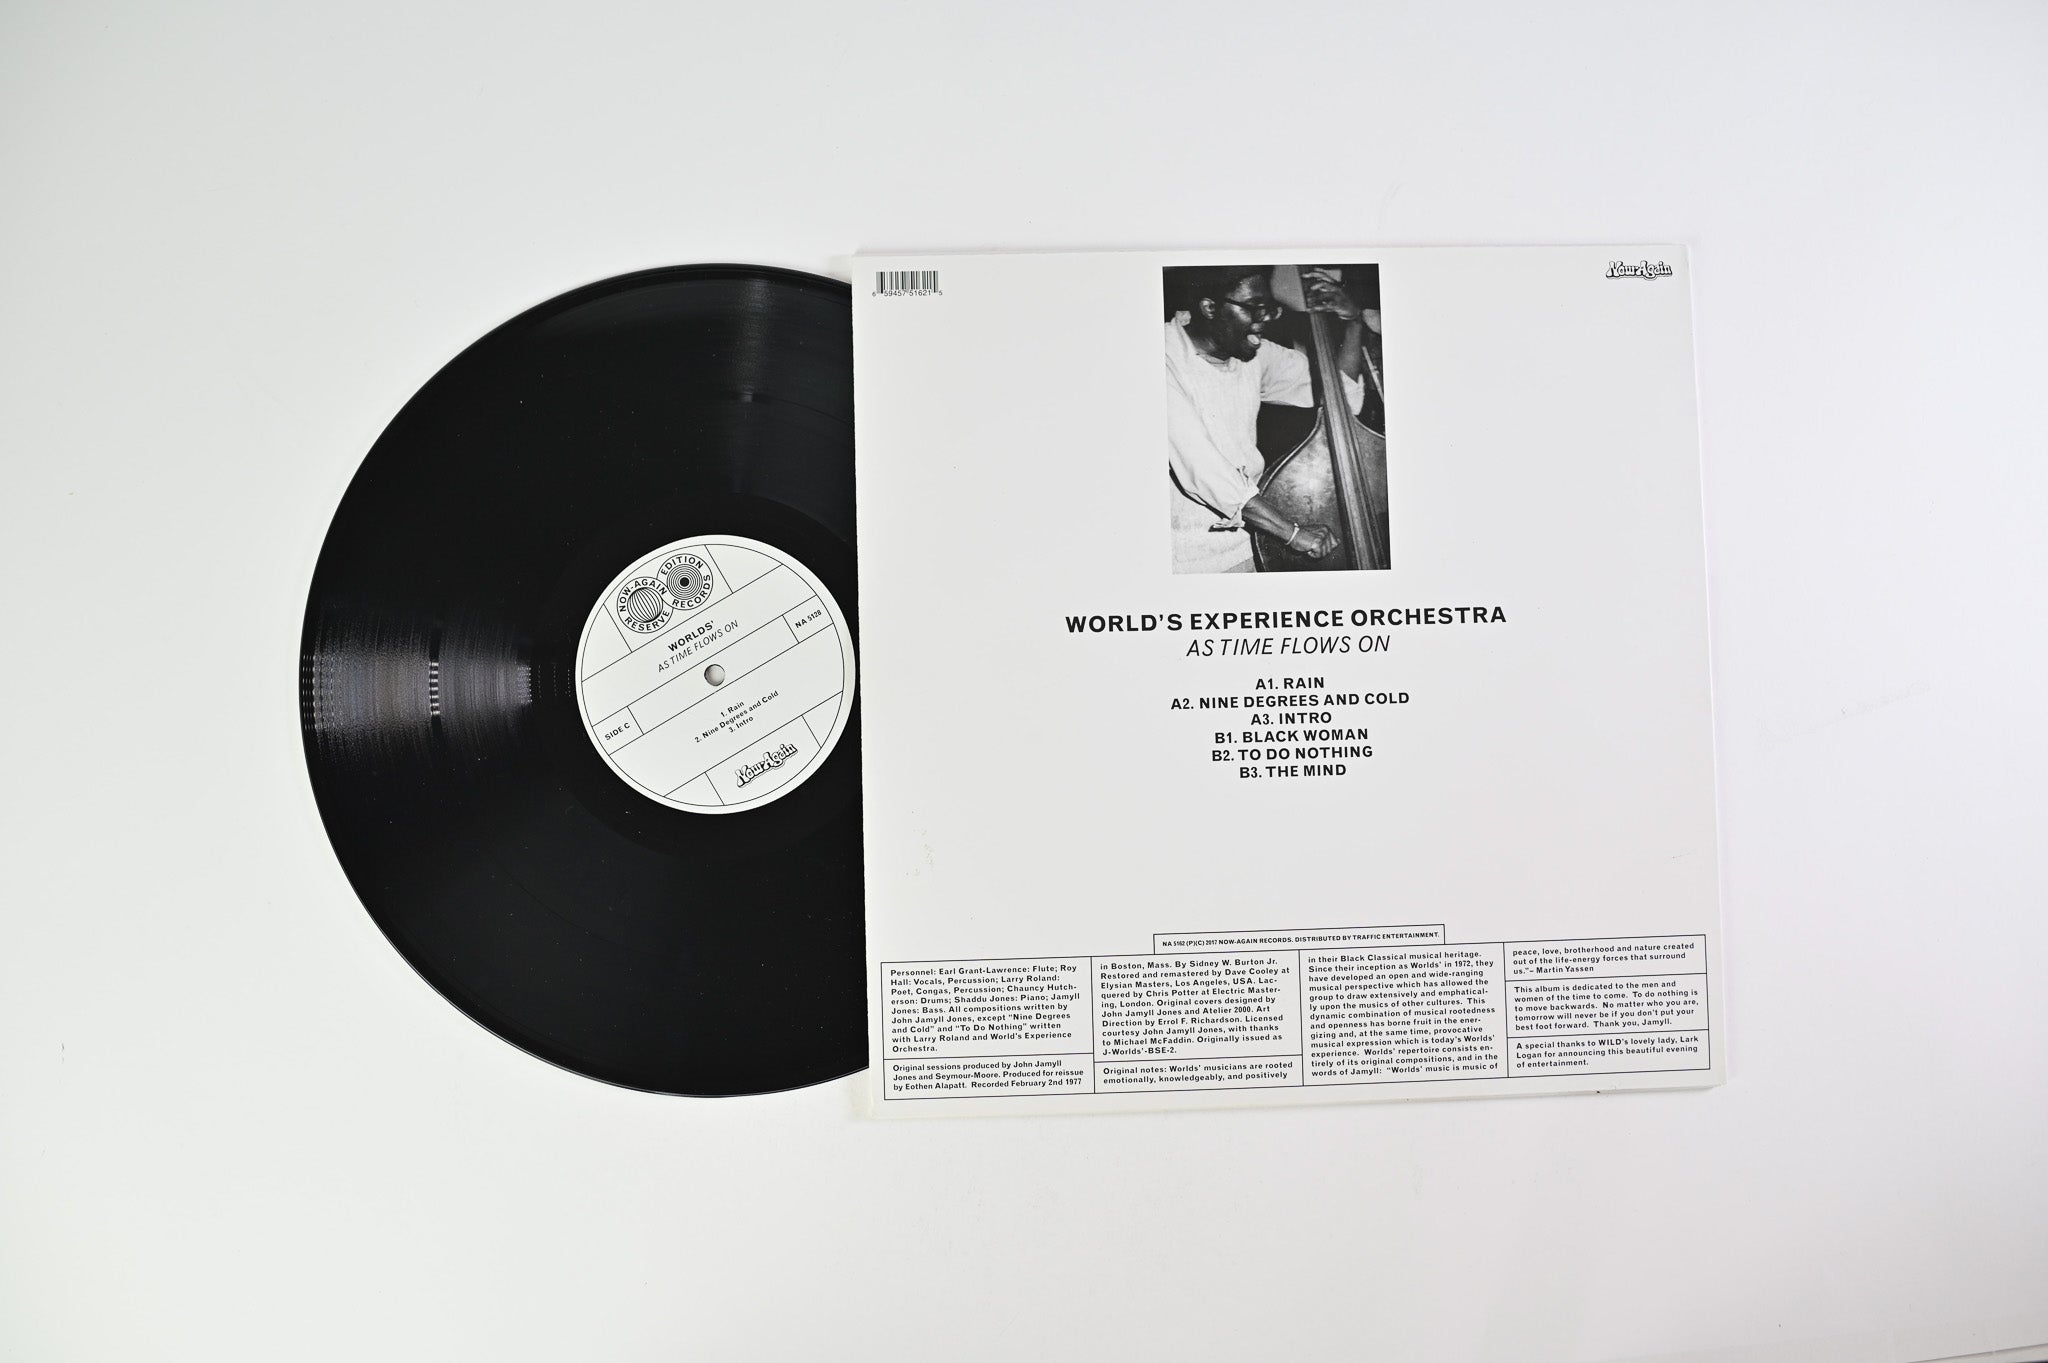 NOW-AGAIN
RESERVE
EDITION
RECORDS
WORLDS'
AS TIME FLOWS ON
NA 5128
SIDE C
1. Rain
2. Nine Degrees and Cold
3. Intro
Now-Again
6 59457 51621 5
Now-Again
WORLD'S EXPERIENCE ORCHESTRA
AS TIME FLOWS ON
A1. RAIN
A2. NINE DEGREES AND COLD
A3. INTRO
B1. BLACK WOMAN
B2. TO DO NOTHING
B3. THE MIND
NA 5162 (P)(C) 2017 NOW-AGAIN RECORDS. DISTRIBUTED BY TRAFFIC ENTERTAINMENT.
Personnel: Earl Grant-Lawrence: Flute; Roy
Hall: Vocals, Percussion; Larry Roland:
Poet, Congas, Percussion; Chauncy Hutch-
erson: Drums; Shaddu Jones: Piano; Jamyll
Jones: Bass. All compositions written by
John Jamyll Jones, except "Nine Degrees
and Cold" and "To Do Nothing" written
with Larry Roland and World's Experience
Orchestra.
Original sessions produced by John Jamyll
Jones and Seymour-Moore. Produced for reissue
by Eothen Alapatt. Recorded February 2nd 1977
in Boston, Mass. By Sidney W. Burton Jr.
Restored and remastered by Dave Cooley at
Elysian Masters, Los Angeles, USA. Lac-
quered by Chris Potter at Electric Master-
ing, London. Original covers designed by
John Jamyll Jones and Atelier 2000. Art
Direction by Errol F. Richardson. Licensed
courtesy John Jamyll Jones, with thanks
to Michael McFaddin. Originally issued as
J-Worlds'-BSE-2.
Original notes: Worlds' musicians are rooted
emotionally, knowledgeably, and positively
in their Black Classical musical heritage.
Since their inception as Worlds' in 1972, they
have developed an open and wide-ranging
musical perspective which has allowed the
group to draw extensively and emphatical-
ly upon the musics of other cultures. This
dynamic combination of musical rootedness
and openness has borne fruit in the ener-
gizing and, at the same time, provocative
musical expression which is today's Worlds'
experience. Worlds' repertoire consists en-
tirely of its original compositions, and in the
words of Jamyll: "Worlds' music is music of
peace, love, brotherhood and nature created
out of the life-energy forces that surround
us."– Martin Yassen
This album is dedicated to the men and
women of the time to come. To do nothing is
to move backwards. No matter who you are,
tomorrow will never be if you don't put your
best foot forward. Thank you, Jamyll.
A special thanks to WILD's lovely lady, Lark
Logan for announcing this beautiful evening
of entertainment.